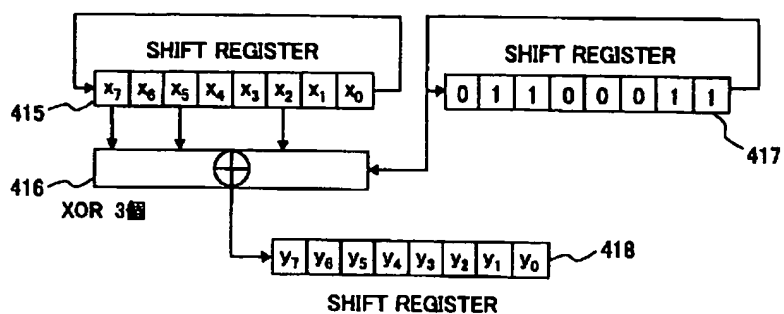 SHIFT REGISTER
SHIFT REGISTER
x7 x6 x5 x4 x3 x2 x1 x0
0 1 1 0 0 0 1 1
415
417
416
XOR 3個
y7 y6 y5 y4 y3 y2 y1 y0
418
SHIFT REGISTER